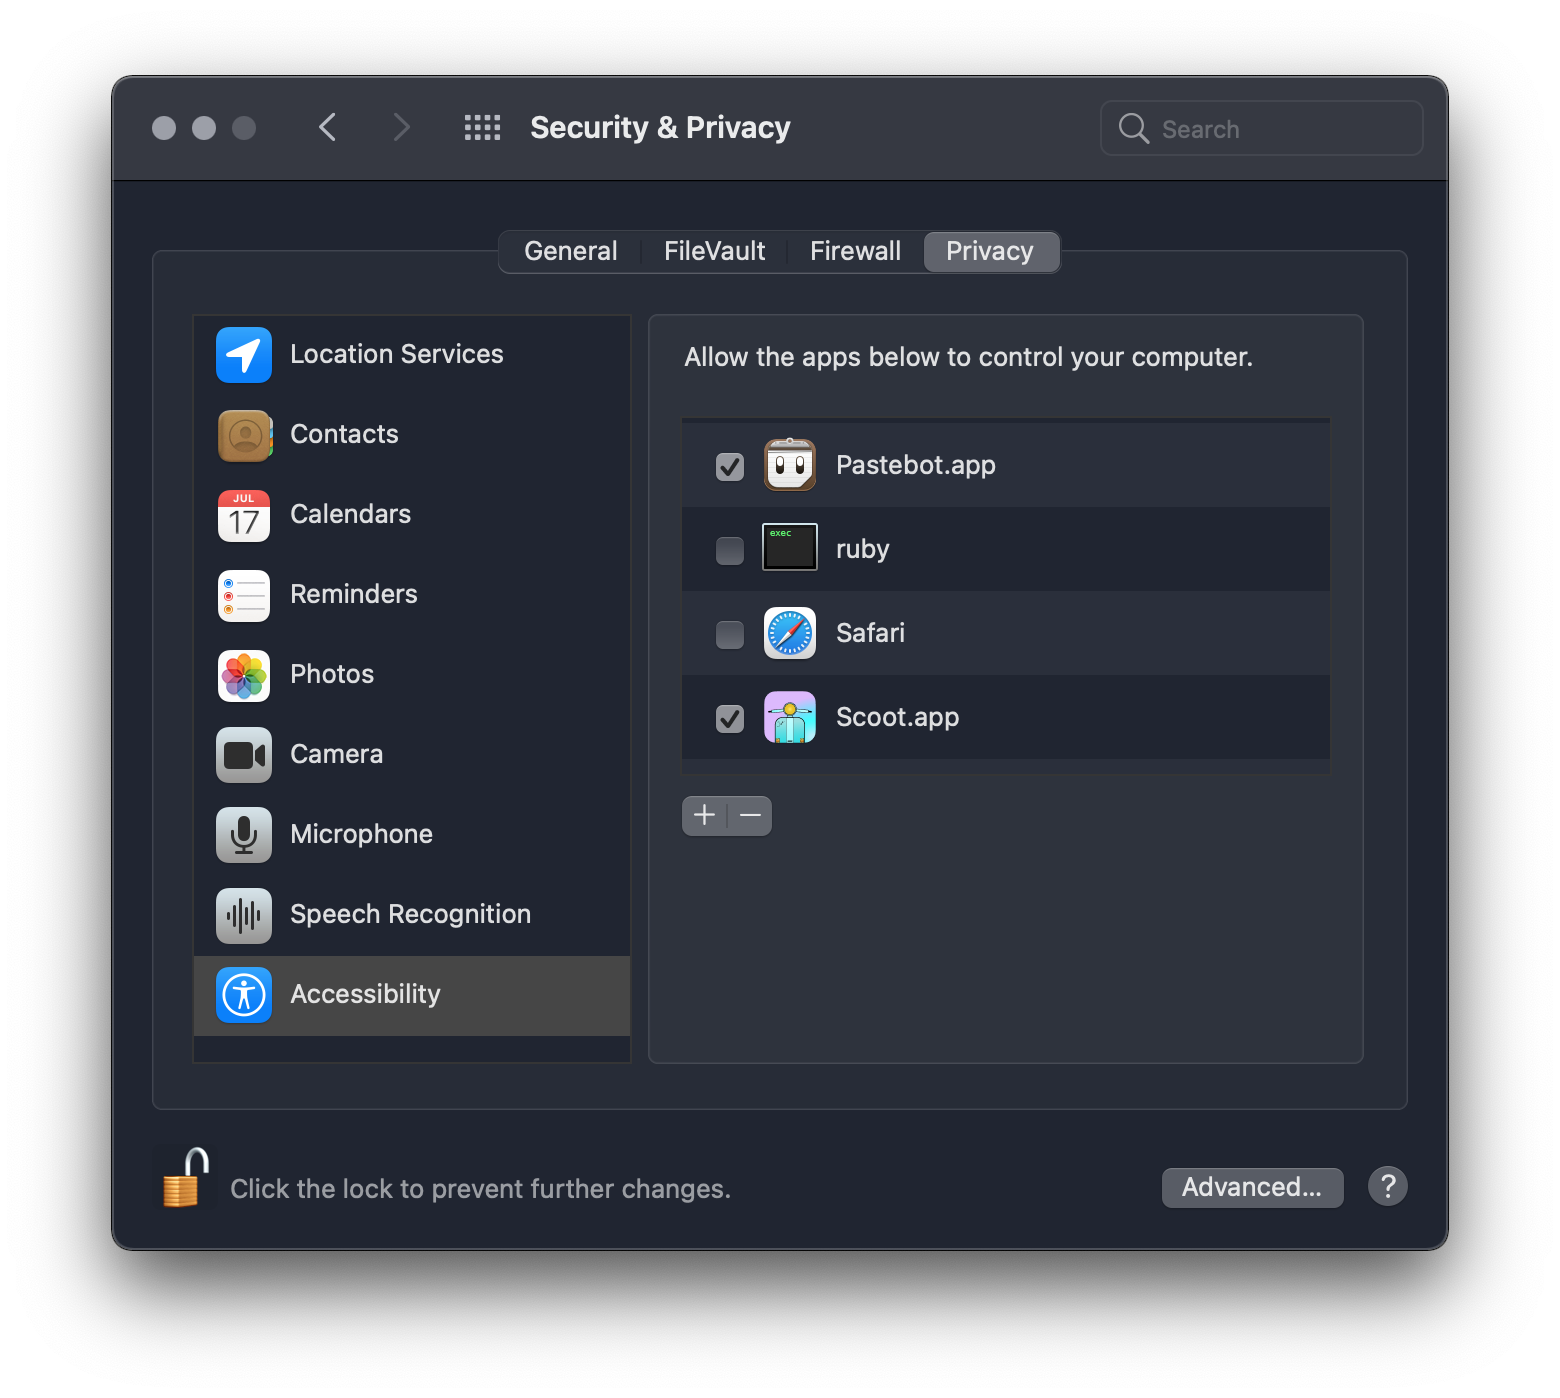 Security & Privacy
Search
General
FileVault
Firewall
Privacy
Location Services
Contacts
JUL
17
Calendars
Reminders
Photos
Camera
Microphone
Speech Recognition
Accessibility
Allow the apps below to control your computer.
Pastebot.app
exec
ruby
Safari
Scoot.app
Click the lock to prevent further changes.
Advanced...
?